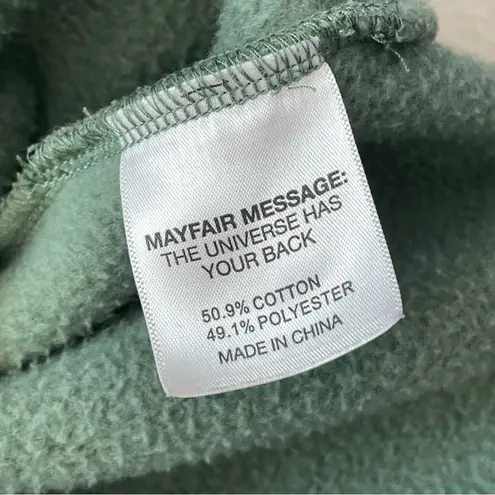 MAYFAIR MESSAGE:
THE UNIVERSE HAS
YOUR BACK
50.9% COTTON
49.1% POLYESTER
MADE IN CHINA